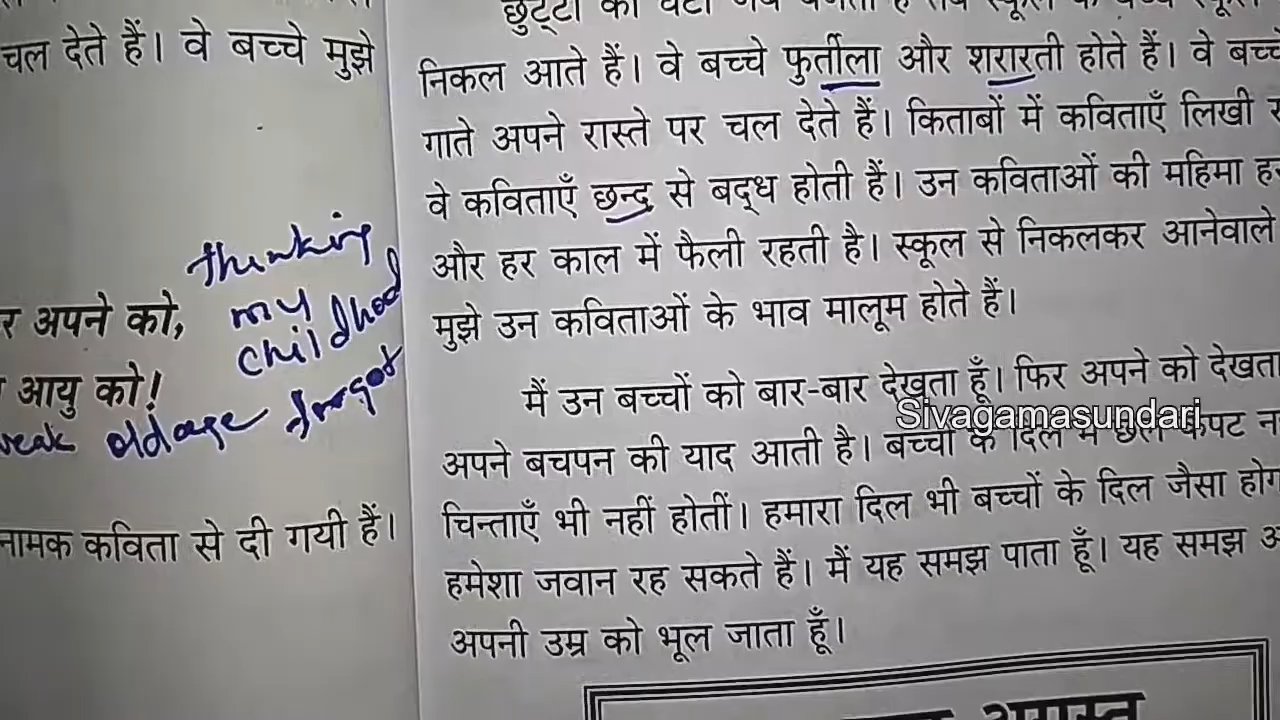 चल देते हैं। वे बच्चे मुझे
अपने को,
आयु को!
thinking
my
childhood
oldage forgot
नामक कविता से दी गयी हैं।
निकल आते हैं। वे बच्चे फुर्तीला और शरारती होते हैं। वे बच्चे
गाते अपने रास्ते पर चल देते हैं। किताबों में कविताएँ लिखी
वे कविताएँ छन्द से बद्ध होती हैं। उन कविताओं की महिमा
और हर काल में फैली रहती है। स्कूल से निकलकर आनेवाले
मुझे उन कविताओं के भाव मालूम होते हैं।
मैं उन बच्चों को बार-बार देखता हूँ। फिर अपने को देखता
Sivagamasundari
अपने बचपन की याद आती है। बच्चों के दिल में छल कपट
चिन्ताएँ भी नहीं होतीं। हमारा दिल भी बच्चों के दिल जैसा
हमेशा जवान रह सकते हैं। मैं यह समझ पाता हूँ। यह समझ
अपनी उम्र को भूल जाता हूँ।